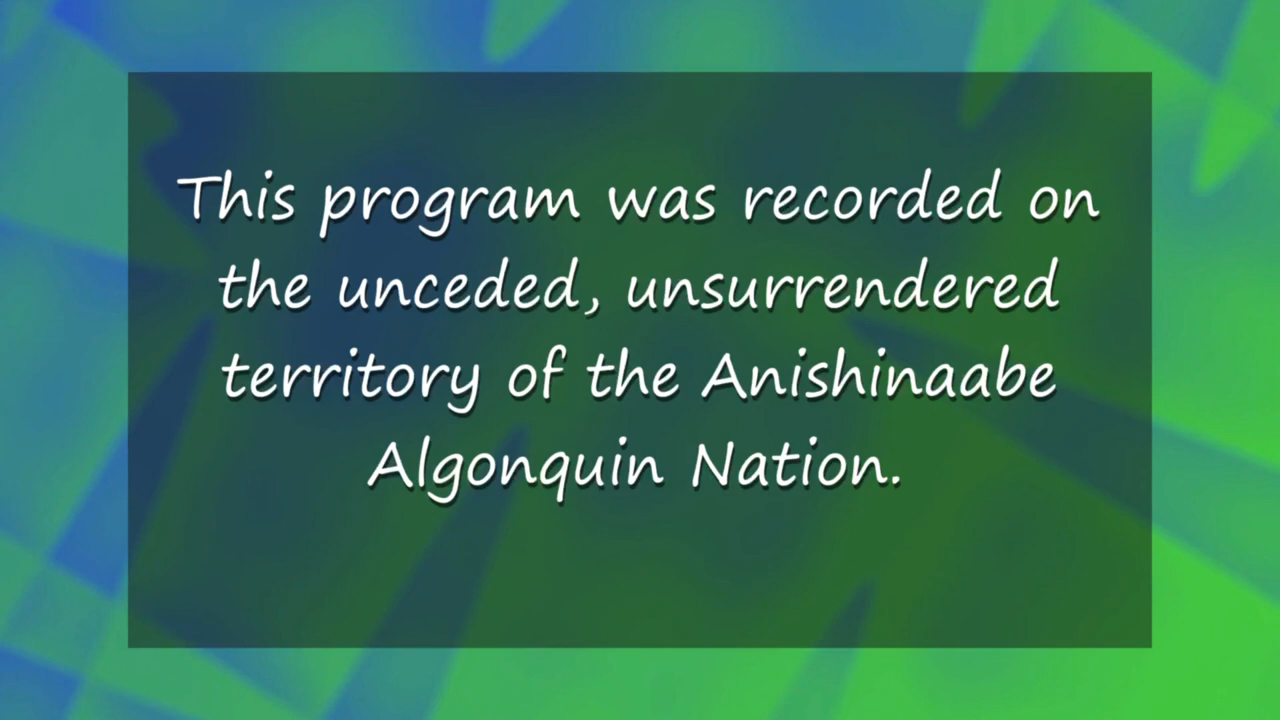 This program was recorded on
the unceded, unsurrendered
territory of the Anishinaabe
Algonquin Nation.